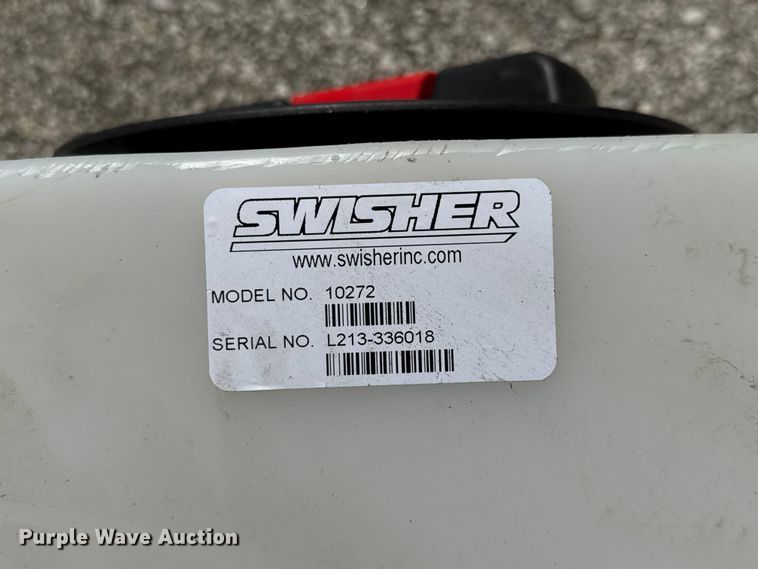 SWISHER
www.swisherinc.com
MODEL NO. 10272
SERIAL NO. L213-336018
Purple Wave Auction